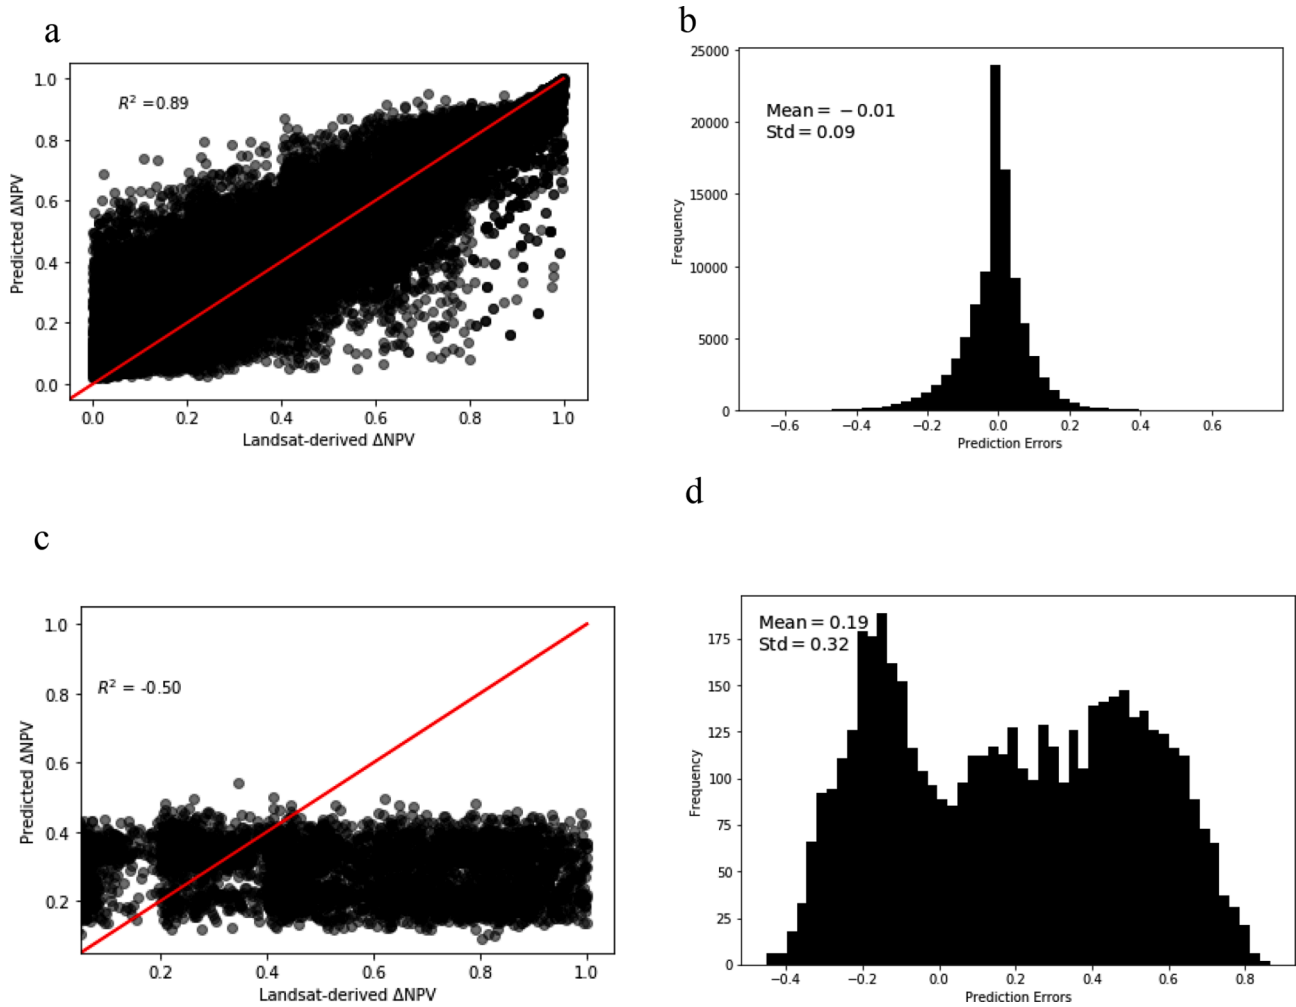 a
R² =0.89
1.0
0.8
0.6
0.4
0.2
0.0
Predicted ΔNPV
0.0 0.2 0.4 0.6 0.8 1.0
Landsat-derived ΔNPV
b
Mean = −0.01
Std = 0.09
25000
20000
15000
10000
5000
0
Frequency
−0.6 −0.4 −0.2 0.0 0.2 0.4 0.6
Prediction Errors
c
R² = -0.50
1.0
0.8
0.6
0.4
0.2
Predicted ΔNPV
0.2 0.4 0.6 0.8 1.0
Landsat-derived ΔNPV
d
Mean = 0.19
Std = 0.32
175
150
125
100
75
50
25
0
Frequency
−0.4 −0.2 0.0 0.2 0.4 0.6 0.8
Prediction Errors